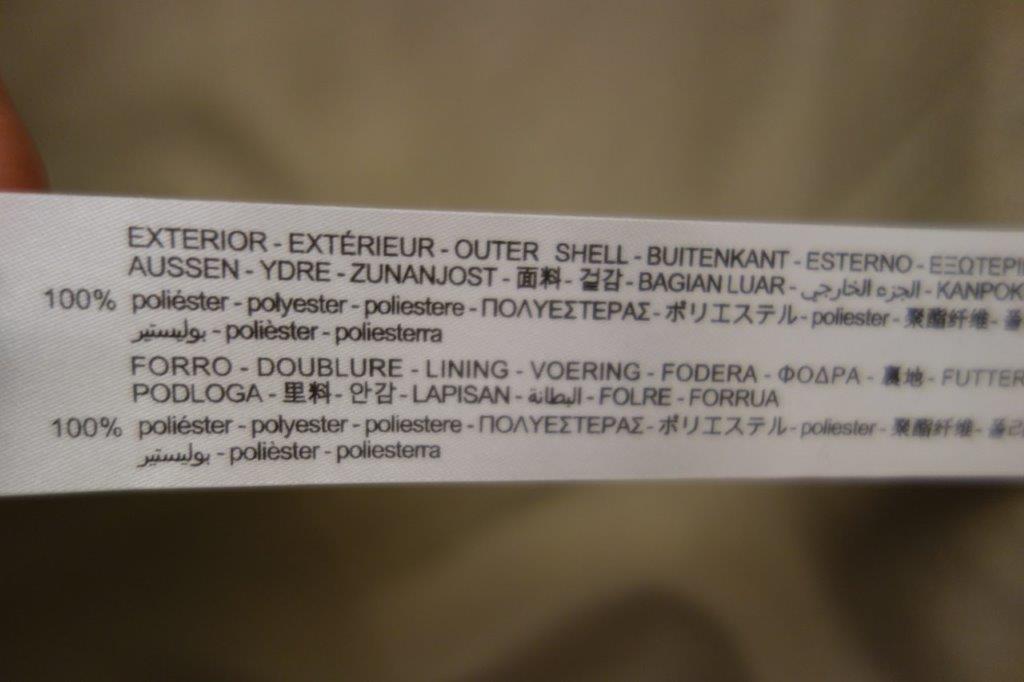 EXTERIOR - EXTÉRIEUR - OUTER SHELL - BUITENKANT - ESTERNO -
AUSSEN - YDRE - ZUNANJOST - 面料 - 겉감 - BAGIAN LUAR - الجزء الخارجي -
100% poliéster - polyester - poliestere - ΠΟΛΥΕΣΤΕΡΑΣ - ポリエステル - poliester - 聚酯纤维 -
بوليستير - polièster - poliesterra
FORRO - DOUBLURE - LINING - VOERING - FODERA - ΦΟΔΡΑ - 裏地 - FUTTER
PODLOGA - 里料 - 안감 - LAPISAN - البطانة - FOLRE - FORRUA
100% poliéster - polyester - poliestere - ΠΟΛΥΕΣΤΕΡΑΣ - ポリエステル - poliester - 聚酯纤维 -
بوليستير - polièster - poliesterra